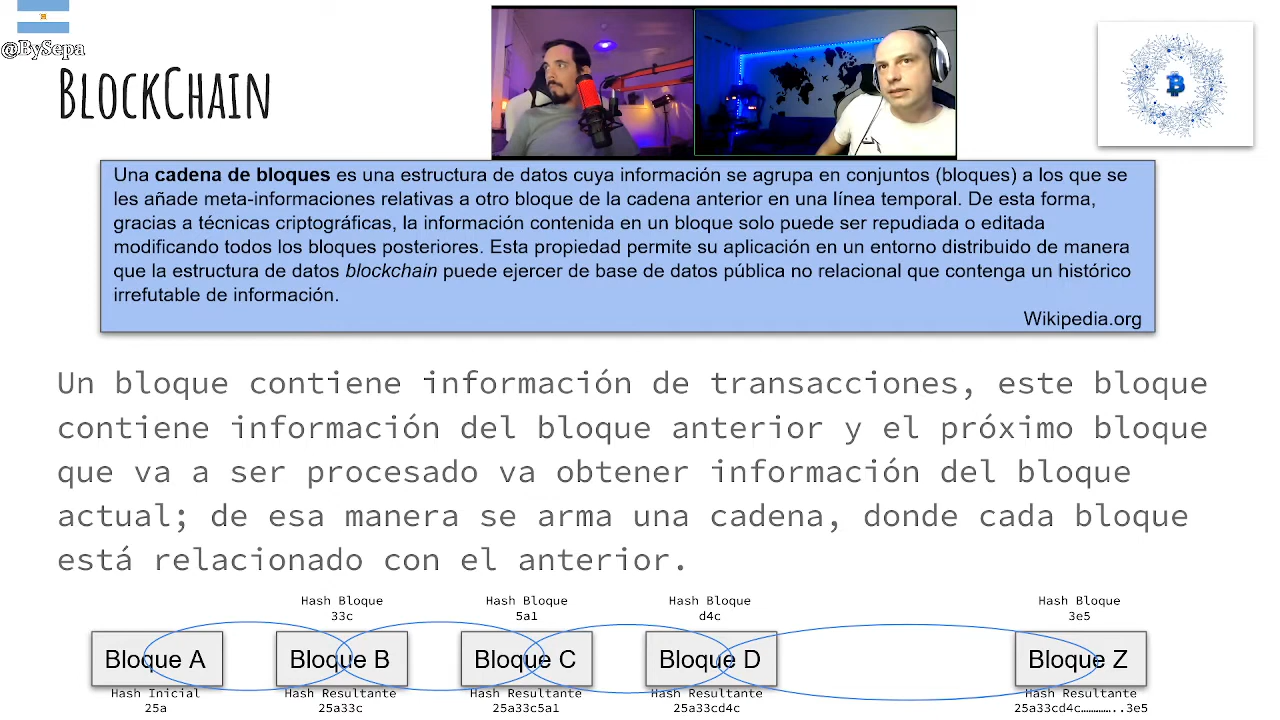 @BySepa
BlockChain
Una cadena de bloques es una estructura de datos cuya información se agrupa en conjuntos (bloques) a los que se
les añade meta-informaciones relativas a otro bloque de la cadena anterior en una línea temporal. De esta forma,
gracias a técnicas criptográficas, la información contenida en un bloque solo puede ser repudiada o editada
modificando todos los bloques posteriores. Esta propiedad permite su aplicación en un entorno distribuido de manera
que la estructura de datos blockchain puede ejercer de base de datos pública no relacional que contenga un histórico
irrefutable de información.
Wikipedia.org
Un bloque contiene información de transacciones, este bloque
contiene información del bloque anterior y el próximo bloque
que va a ser procesado va obtener información del bloque
actual; de esa manera se arma una cadena, donde cada bloque
está relacionado con el anterior.
Hash Bloque
33c
Hash Bloque
5a1
Hash Bloque
d4c
Hash Bloque
3e5
Bloque A
Bloque B
Bloque C
Bloque D
Bloque Z
Hash Inicial
25a
Hash Resultante
25a33c
Hash Resultante
25a33c5a1
Hash Resultante
25a33cd4c
Hash Resultante
25a33cd4c…………..3e5